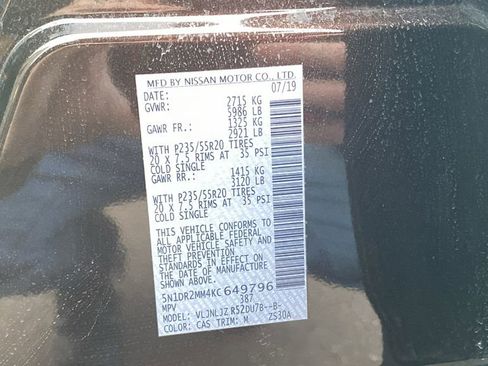 MFD BY NISSAN MOTOR CO., LTD.
DATE: 07/19
GVWR: 2715 KG
5986 LB
GAWR FR.: 1325 KG
2921 LB
WITH P235/55R20 TIRES
20 X 7.5 RIMS AT 35 PSI
COLD SINGLE
GAWR RR.: 1415 KG
3120 LB
WITH P235/55R20 TIRES
20 X 7.5 RIMS AT 35 PSI
COLD SINGLE
THIS VEHICLE CONFORMS TO
ALL APPLICABLE FEDERAL
MOTOR VEHICLE SAFETY AND
THEFT PREVENTION
STANDARDS IN EFFECT ON
THE DATE OF MANUFACTURE
SHOWN ABOVE.
5N1DR2MM4KC649796
MPV 387
MODEL: VLJNLJZ R52DU7B--B-
COLOR: CAS TRIM: M ZS30A